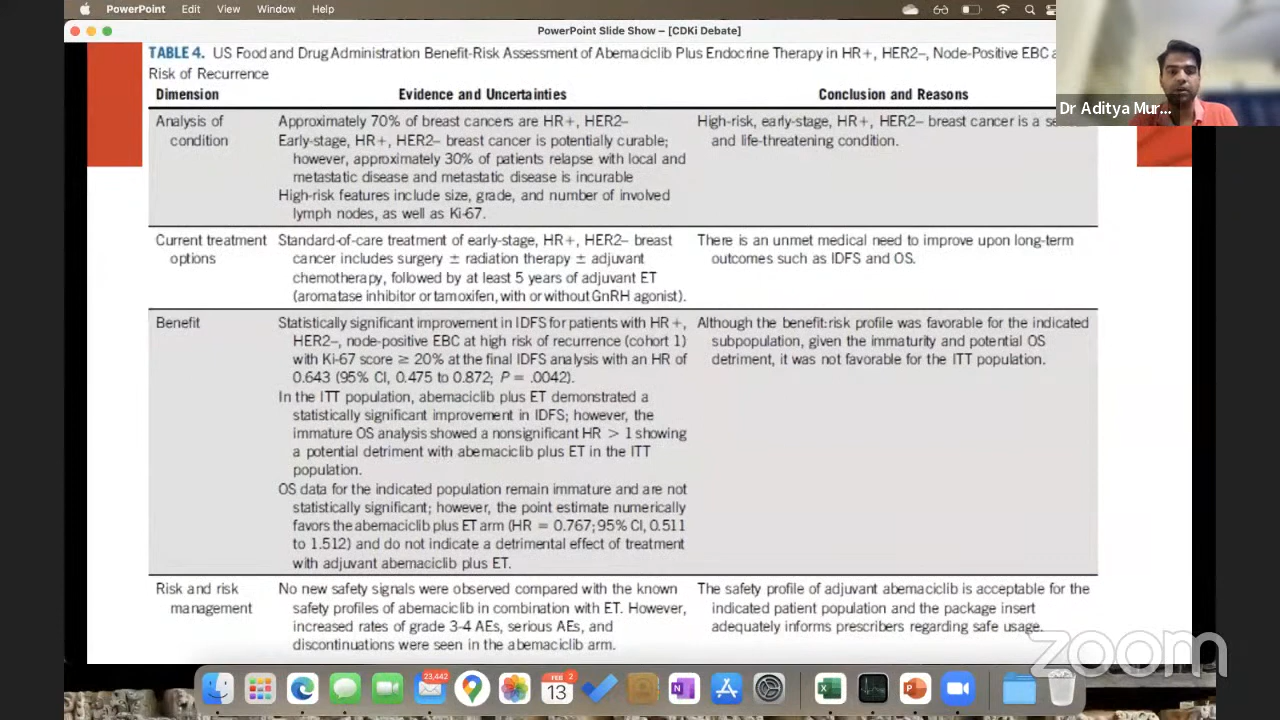 PowerPoint File Edit View Window Help
PowerPoint Slide Show – [CDKi Debate]
TABLE 4. US Food and Drug Administration Benefit-Risk Assessment of Abemaciclib Plus Endocrine Therapy in HR+, HER2–, Node-Positive EBC
Risk of Recurrence
Dimension Evidence and Uncertainties Conclusion and Reasons
Analysis of
condition
Approximately 70% of breast cancers are HR+, HER2–
Early-stage, HR+, HER2– breast cancer is potentially curable;
however, approximately 30% of patients relapse with local and
metastatic disease and metastatic disease is incurable
High-risk features include size, grade, and number of involved
lymph nodes, as well as Ki-67.
High-risk, early-stage, HR+, HER2– breast cancer is a
and life-threatening condition.
Current treatment
options
Standard-of-care treatment of early-stage, HR+, HER2– breast
cancer includes surgery ± radiation therapy ± adjuvant
chemotherapy, followed by at least 5 years of adjuvant ET
(aromatase inhibitor or tamoxifen, with or without GnRH agonist).
There is an unmet medical need to improve upon long-term
outcomes such as IDFS and OS.
Benefit
Statistically significant improvement in IDFS for patients with HR+,
HER2–, node-positive EBC at high risk of recurrence (cohort 1)
with Ki-67 score ≥ 20% at the final IDFS analysis with an HR of
0.643 (95% CI, 0.475 to 0.872; P = .0042).
In the ITT population, abemaciclib plus ET demonstrated a
statistically significant improvement in IDFS; however, the
immature OS analysis showed a nonsignificant HR > 1 showing
a potential detriment with abemaciclib plus ET in the ITT
population.
OS data for the indicated population remain immature and are not
statistically significant; however, the point estimate numerically
favors the abemaciclib plus ET arm (HR = 0.767; 95% CI, 0.511
to 1.512) and do not indicate a detrimental effect of treatment
with adjuvant abemaciclib plus ET.
Although the benefit:risk profile was favorable for the indicated
subpopulation, given the immaturity and potential OS
detriment, it was not favorable for the ITT population.
Risk and risk
management
No new safety signals were observed compared with the known
safety profiles of abemaciclib in combination with ET. However,
increased rates of grade 3-4 AEs, serious AEs, and
discontinuations were seen in the abemaciclib arm.
The safety profile of adjuvant abemaciclib is acceptable for the
indicated patient population and the package insert
adequately informs prescribers regarding safe usage.
Dr Aditya Mur...
zoom
23,442
FEB 2
13